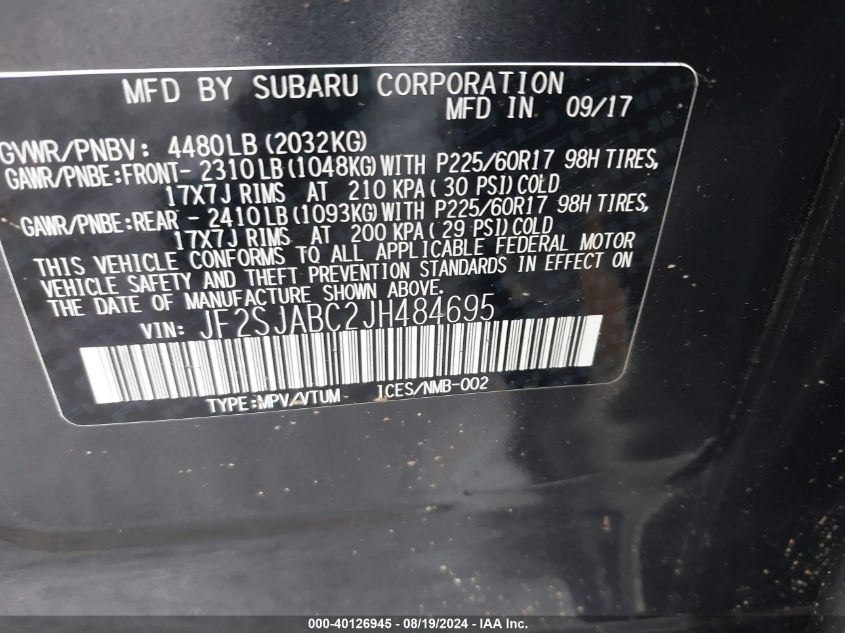 MFD BY SUBARU CORPORATION
MFD IN 09/17
GVWR/PNBV: 4480LB(2032KG)
GAWR/PNBE:FRONT- 2310LB(1048KG)WITH P225/60R17 98H TIRES,
17X7J RIMS AT 210 KPA( 30 PSI)COLD
GAWR/PNBE:REAR - 2410LB(1093KG)WITH P225/60R17 98H TIRES,
17X7J RIMS AT 200 KPA( 29 PSI)COLD
THIS VEHICLE CONFORMS TO ALL APPLICABLE FEDERAL MOTOR
VEHICLE SAFETY AND THEFT PREVENTION STANDARDS IN EFFECT ON
THE DATE OF MANUFACTURE SHOWN ABOVE.
VIN: JF2SJABC2JH484695
TYPE:MPV/VTUM ICES/NMB-002
000-40126945 - 08/19/2024 - IAA Inc.